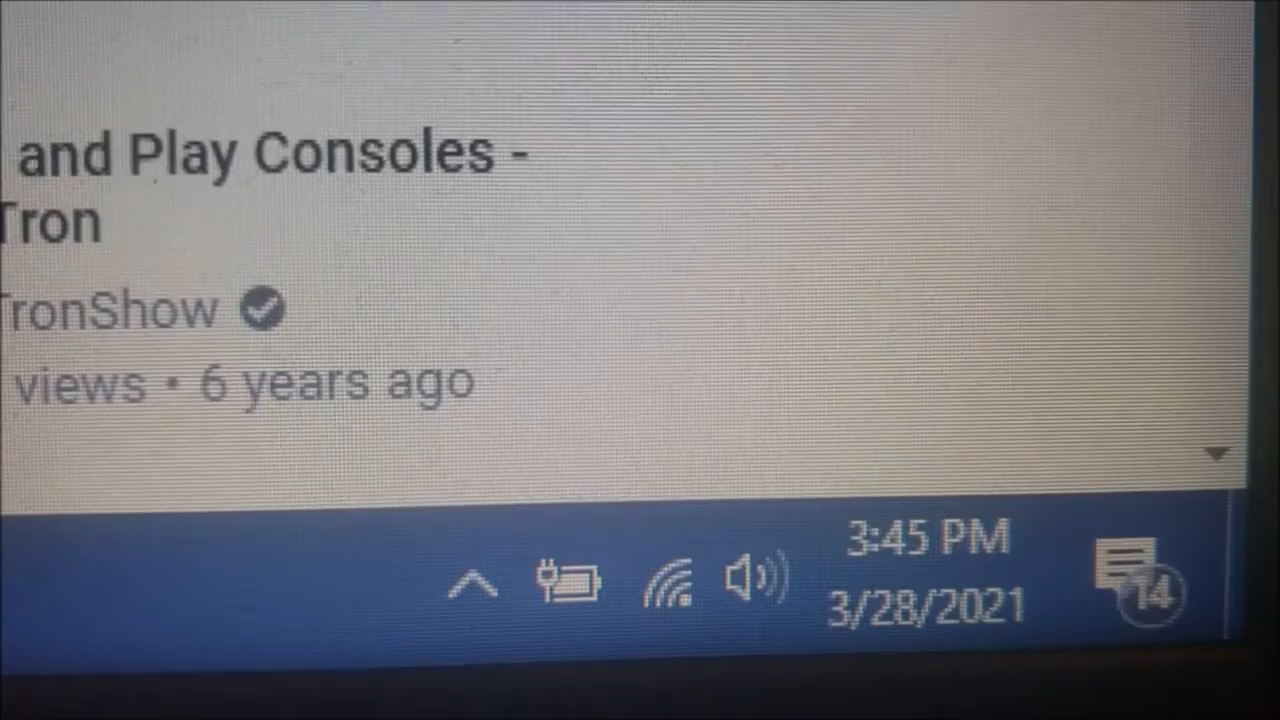 and Play Consoles -
Tron
TronShow
views • 6 years ago
3:45 PM
3/28/2021
14